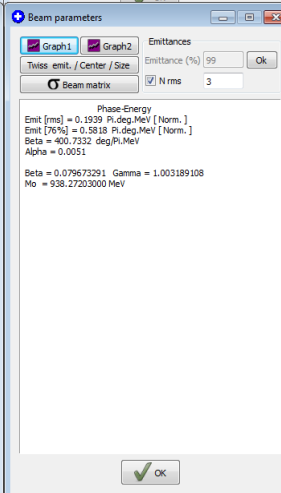 Beam parameters
Graph1 Graph2
Twiss emit. / Center / Size
σ Beam matrix
Emittances
Emittance (%) 99 Ok
N rms 3
Phase-Energy
Emit [rms] = 0.1939 Pi.deg.MeV [ Norm. ]
Emit [76%] = 0.5818 Pi.deg.MeV [ Norm. ]
Beta = 400.7332 deg/Pi.MeV
Alpha = 0.0051
Beta = 0.079673291 Gamma = 1.003189108
Mo = 938.27203000 MeV
OK